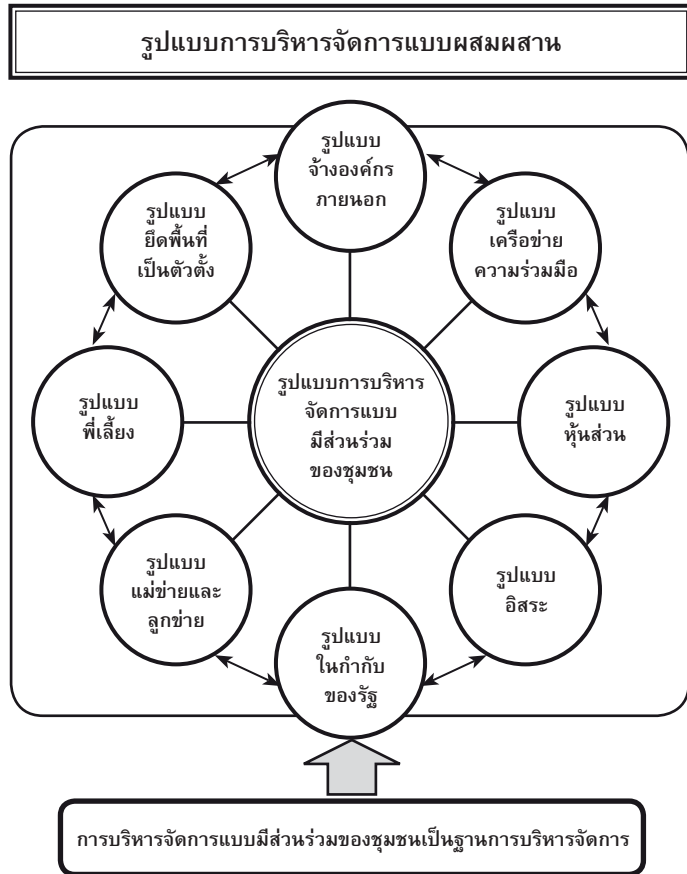 รูปแบบการบริหารจัดการแบบผสมผสาน
รูปแบบ
จ้างองค์กร
ภายนอก
รูปแบบ
ยึดพื้นที่
เป็นตัวตั้ง
รูปแบบ
เครือข่าย
ความร่วมมือ
รูปแบบ
พี่เลี้ยง
รูปแบบการบริหาร
จัดการแบบ
มีส่วนร่วม
ของชุมชน
รูปแบบ
หุ้นส่วน
รูปแบบ
แม่ข่ายและ
ลูกข่าย
รูปแบบ
อิสระ
รูปแบบ
ในกำกับ
ของรัฐ
การบริหารจัดการแบบมีส่วนร่วมของชุมชนเป็นฐานการบริหารจัดการ